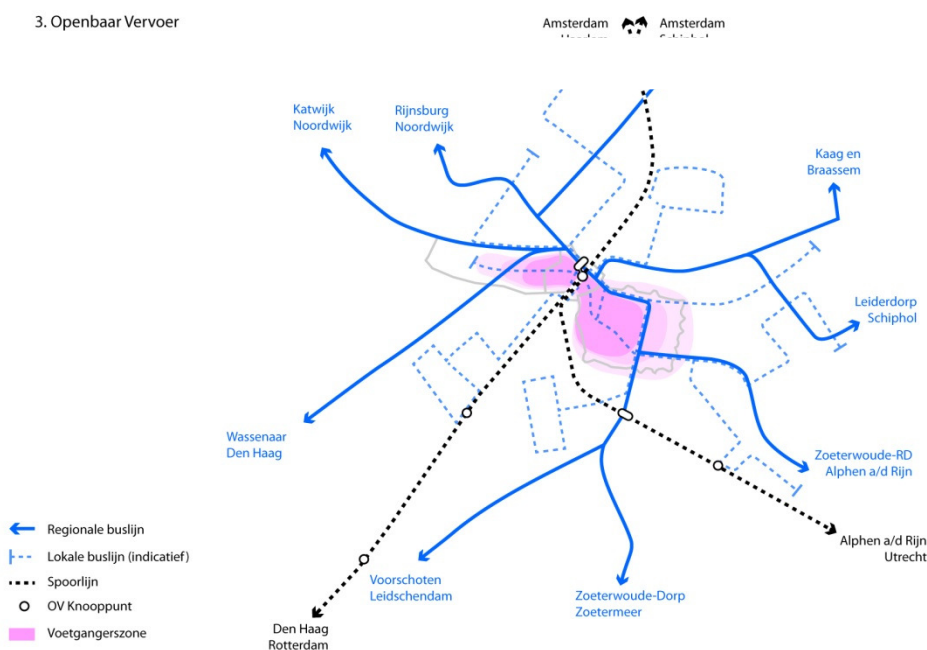 3. Openbaar Vervoer
Amsterdam
Amsterdam
Katwijk
Noordwijk
Rijnsburg
Noordwijk
Kaag en
Braassem
Leiderdorp
Schiphol
Wassenaar
Den Haag
Zoeterwoude-RD
Alphen a/d Rijn
Alphen a/d Rijn
Utrecht
Voorschoten
Leidschendam
Zoeterwoude-Dorp
Zoetermeer
Den Haag
Rotterdam
Regionale buslijn
Lokale buslijn (indicatief)
Spoorlijn
OV Knooppunt
Voetgangerszone